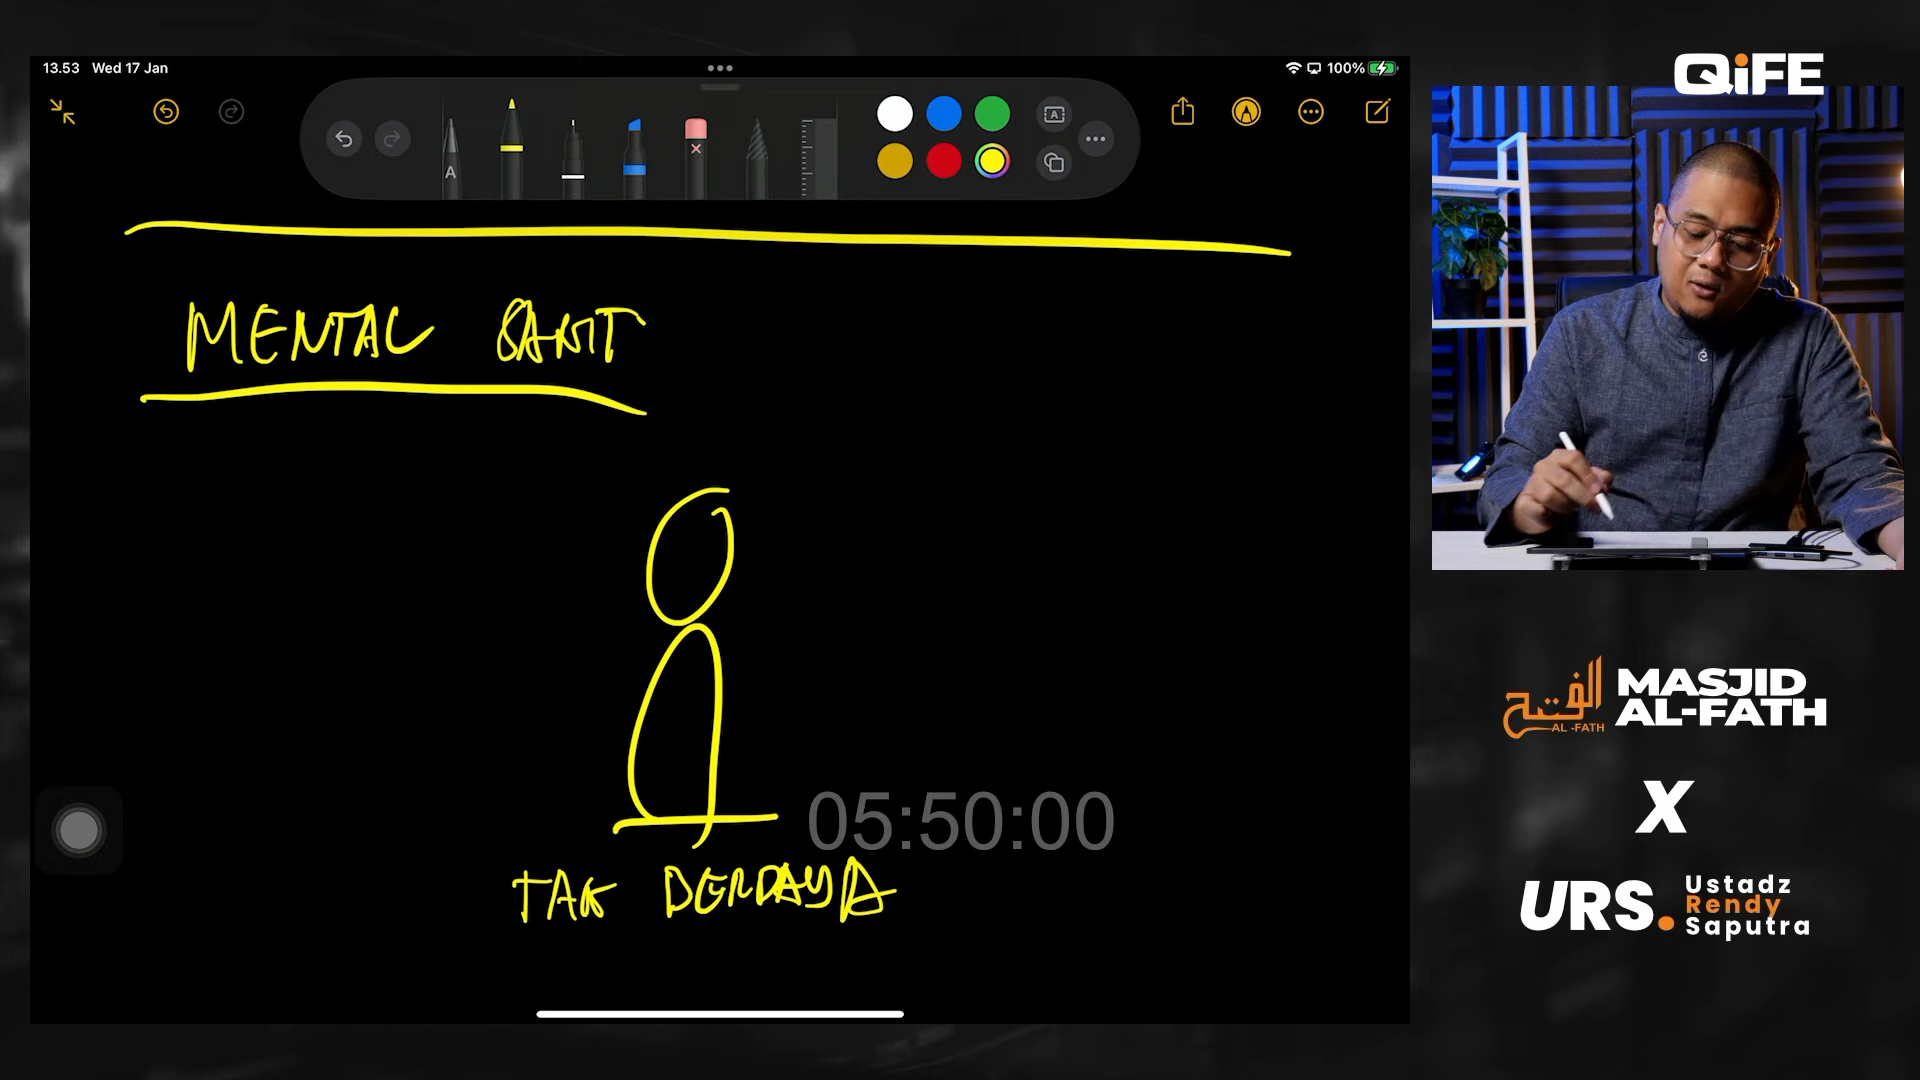 QiFE
13.53 Wed 17 Jan
100%
A
A
MENTAL SAKIT
05:50:00
TAK BERDAYA
الفتح
AL -FATH
MASJID
AL-FATH
X
URS.
Ustadz
Rendy
Saputra